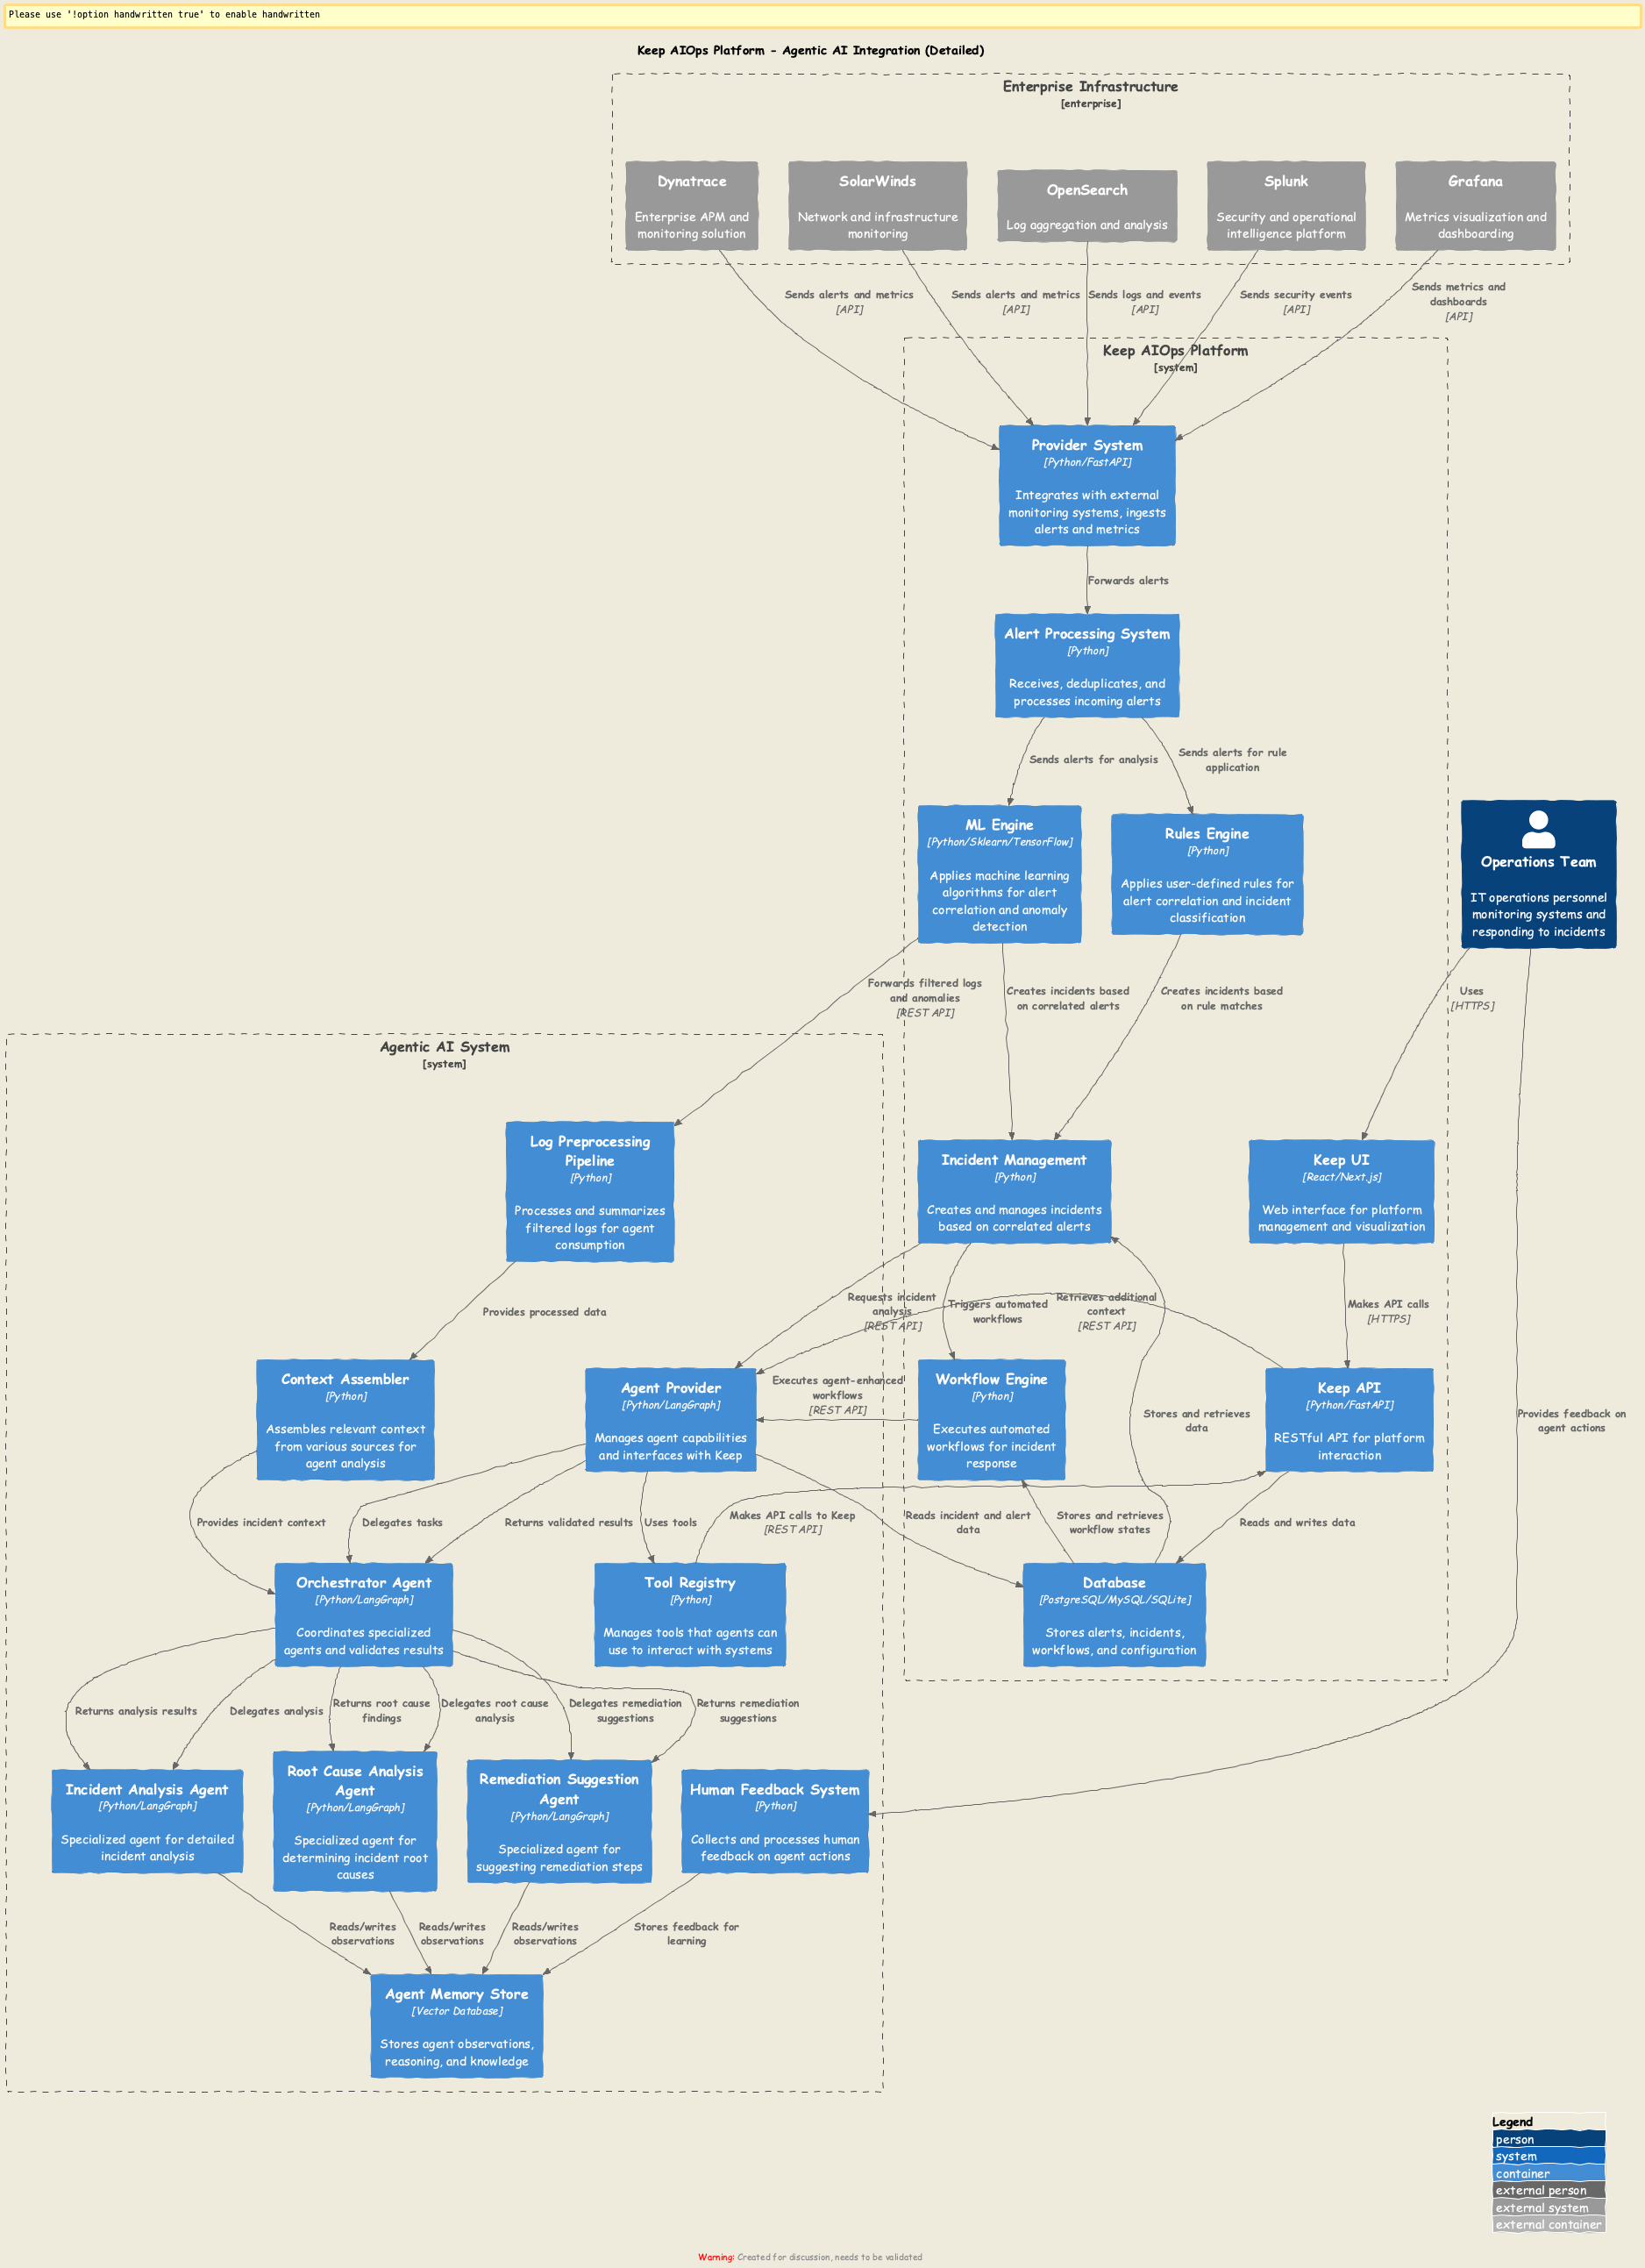 Please use '!option handwritten true' to enable handwritten
Keep AIOps Platform - Agentic AI Integration (Detailed)
Enterprise Infrastructure
[enterprise]
Dynatrace
Enterprise APM and
monitoring solution
SolarWinds
Network and infrastructure
monitoring
OpenSearch
Log aggregation and analysis
Splunk
Security and operational
intelligence platform
Grafana
Metrics visualization and
dashboarding
Sends alerts and metrics
[API]
Sends alerts and metrics
[API]
Sends logs and events
[API]
Sends security events
[API]
Sends metrics and
dashboards
[API]
Keep AIOps Platform
[system]
Provider System
[Python/FastAPI]
Integrates with external
monitoring systems, ingests
alerts and metrics
Forwards alerts
Alert Processing System
[Python]
Receives, deduplicates, and
processes incoming alerts
Sends alerts for analysis
Sends alerts for rule
application
ML Engine
[Python/Sklearn/TensorFlow]
Applies machine learning
algorithms for alert
correlation and anomaly
detection
Rules Engine
[Python]
Applies user-defined rules for
alert correlation and incident
classification
Operations Team
IT operations personnel
monitoring systems and
responding to incidents
Forwards filtered logs
and anomalies
[REST API]
Creates incidents based
on correlated alerts
Creates incidents based
on rule matches
Uses
[HTTPS]
Agentic AI System
[system]
Log Preprocessing
Pipeline
[Python]
Processes and summarizes
filtered logs for agent
consumption
Incident Management
[Python]
Creates and manages incidents
based on correlated alerts
Keep UI
[React/Next.js]
Web interface for platform
management and visualization
Provides processed data
Requests incident
analysis
[REST API]
Triggers automated
workflows
Retrieves additional
context
[REST API]
Makes API calls
[HTTPS]
Context Assembler
[Python]
Assembles relevant context
from various sources for
agent analysis
Agent Provider
[Python/LangGraph]
Manages agent capabilities
and interfaces with Keep
Executes agent-enhanced
workflows
[REST API]
Workflow Engine
[Python]
Executes automated
workflows for incident
response
Stores and retrieves
data
Keep API
[Python/FastAPI]
RESTful API for platform
interaction
Provides feedback on
agent actions
Provides incident context
Delegates tasks
Returns validated results
Uses tools
Makes API calls to Keep
[REST API]
Reads incident and alert
data
Stores and retrieves
workflow states
Reads and writes data
Orchestrator Agent
[Python/LangGraph]
Coordinates specialized
agents and validates results
Tool Registry
[Python]
Manages tools that agents can
use to interact with systems
Database
[PostgreSQL/MySQL/SQLite]
Stores alerts, incidents,
workflows, and configuration
Returns analysis results
Delegates analysis
Returns root cause
findings
Delegates root cause
analysis
Delegates remediation
suggestions
Returns remediation
suggestions
Incident Analysis Agent
[Python/LangGraph]
Specialized agent for detailed
incident analysis
Root Cause Analysis
Agent
[Python/LangGraph]
Specialized agent for
determining incident root
causes
Remediation Suggestion
Agent
[Python/LangGraph]
Specialized agent for
suggesting remediation steps
Human Feedback System
[Python]
Collects and processes human
feedback on agent actions
Reads/writes
observations
Reads/writes
observations
Reads/writes
observations
Stores feedback for
learning
Agent Memory Store
[Vector Database]
Stores agent observations,
reasoning, and knowledge
Legend
person
system
container
external person
external system
external container
Warning: Created for discussion, needs to be validated